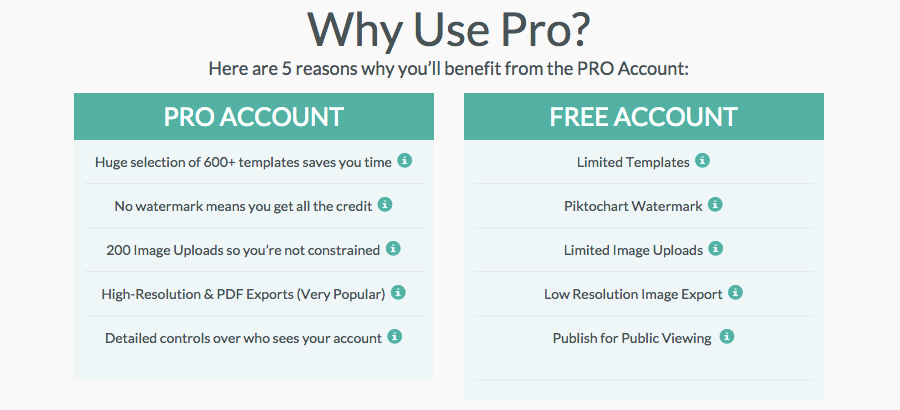 Why Use Pro?
Here are 5 reasons why you'll benefit from the PRO Account:
PRO ACCOUNT
Huge selection of 600+ templates saves you time
No watermark means you get all the credit
200 Image Uploads so you're not constrained
High-Resolution & PDF Exports (Very Popular)
Detailed controls over who sees your account
FREE ACCOUNT
Limited Templates
Piktochart Watermark
Limited Image Uploads
Low Resolution Image Export
Publish for Public Viewing